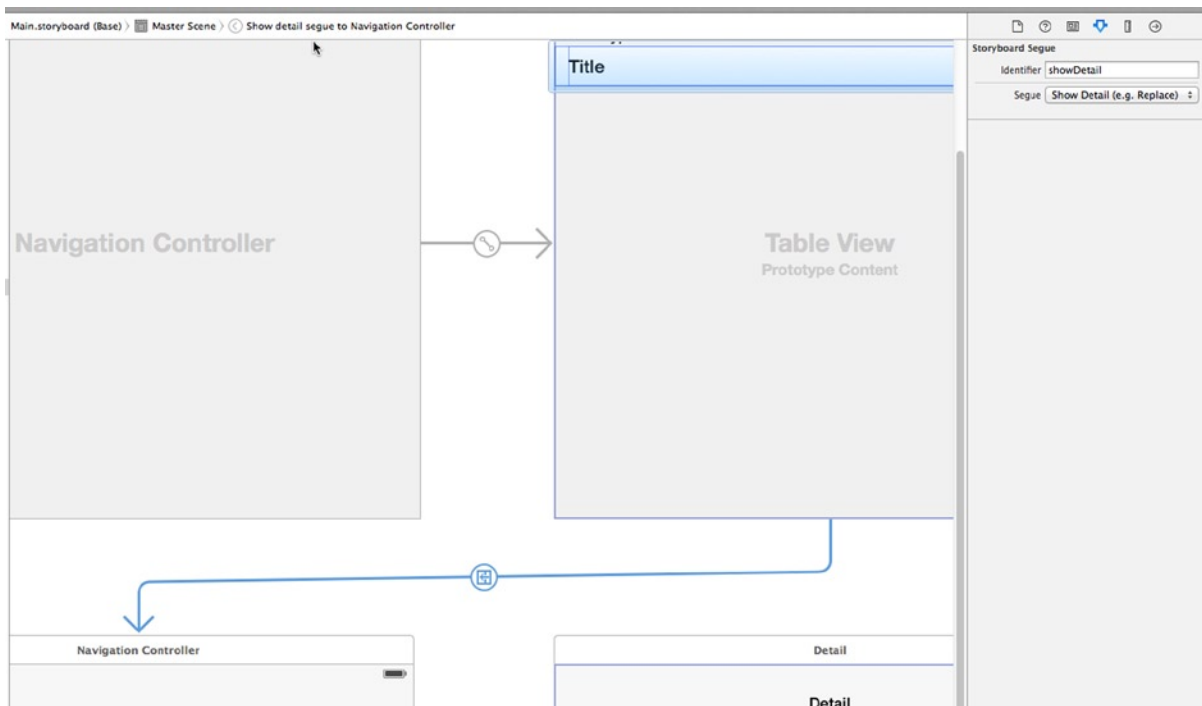 Main.storyboard (Base) Master Scene Show detail segue to Navigation Controller
Storyboard Segue
Identifier showDetail
Segue Show Detail (e.g. Replace)
Title
Navigation Controller
Table View
Prototype Content
Navigation Controller
Detail
Detail